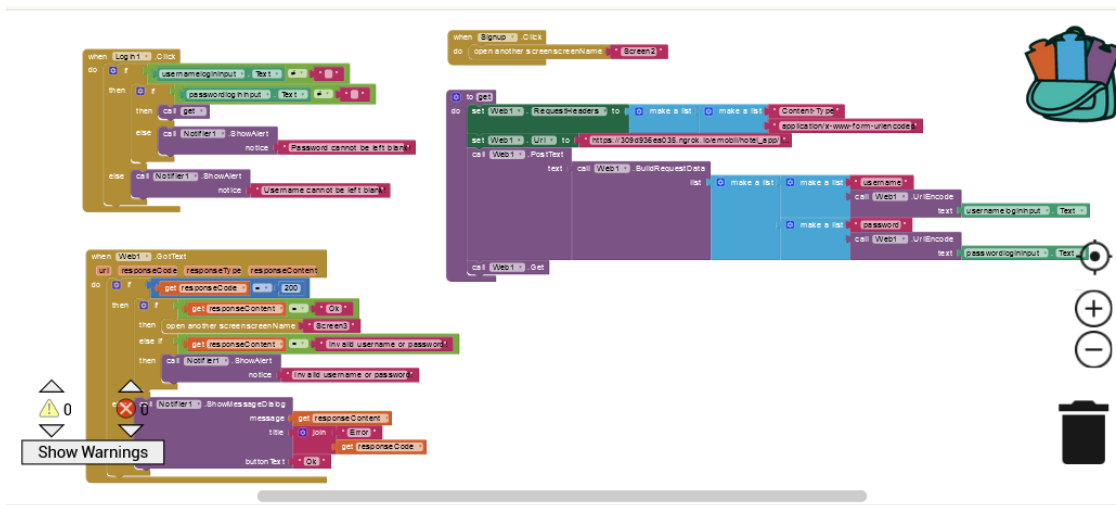 when Login1 .Click
do if usernamelogininput . Text ≠ " "
then if passwordlogininput . Text ≠ " "
then call get
else call Notifier1 .ShowAlert
notice " Password cannot be left blank "
else call Notifier1 .ShowAlert
notice " Username cannot be left blank "
when Signup .Click
do open another screen screenName " Screen2 "
to get
do set Web1 . RequestHeaders to make a list make a list " Content-Type "
" application/x-www-form-urlencoded "
set Web1 . Url to " https://309d936ea035.ngrok.io/emobil/hotel_app/...
call Web1 .PostText
text call Web1 .BuildRequestData
list make a list make a list " username "
call Web1 .UriEncode
text usernamelogininput . Text
make a list " password "
call Web1 .UriEncode
text passwordlogininput . Text
call Web1 .Get
when Web1 .GotText
url responseCode responseType responseContent
do if get responseCode = 200
then if get responseContent = " Ok "
then open another screen screenName " Screen3 "
else if get responseContent = " Invalid username or password "
then call Notifier1 .ShowAlert
notice " Invalid username or password "
call Notifier1 .ShowMessageDialog
message get responseContent
title join " Error "
get responseCode
buttonText " Ok "
0 0
Show Warnings